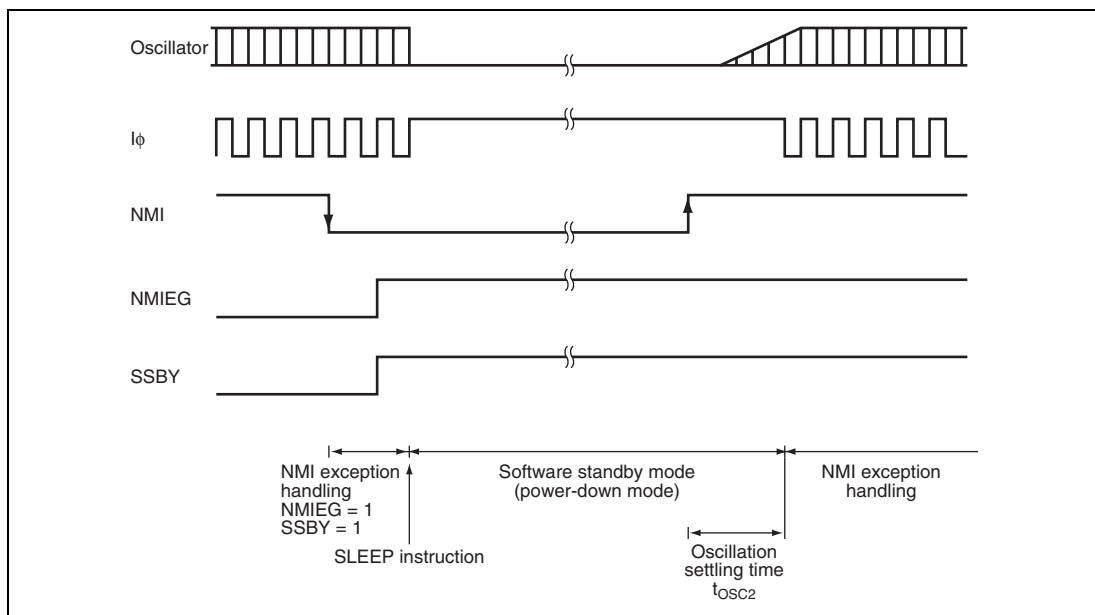 Oscillator
Iϕ
NMI
NMIEG
SSBY
NMI exception
handling
NMIEG = 1
SSBY = 1
SLEEP instruction
Software standby mode
(power-down mode)
NMI exception
handling
Oscillation
settling time
tOSC2